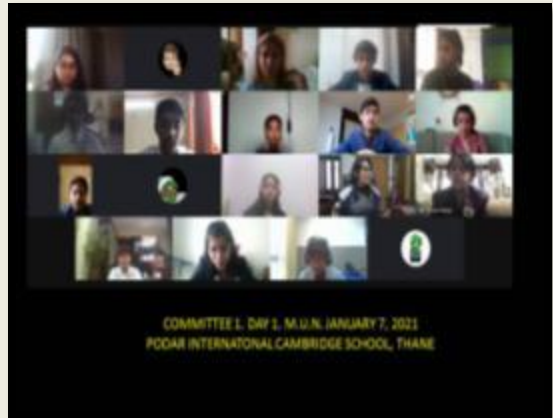 COMMITTEE 1. DAY 1, M.U.N. JANUARY 7, 2021
PODAR INTERNATONAL CAMBRIDGE SCHOOL, THANE